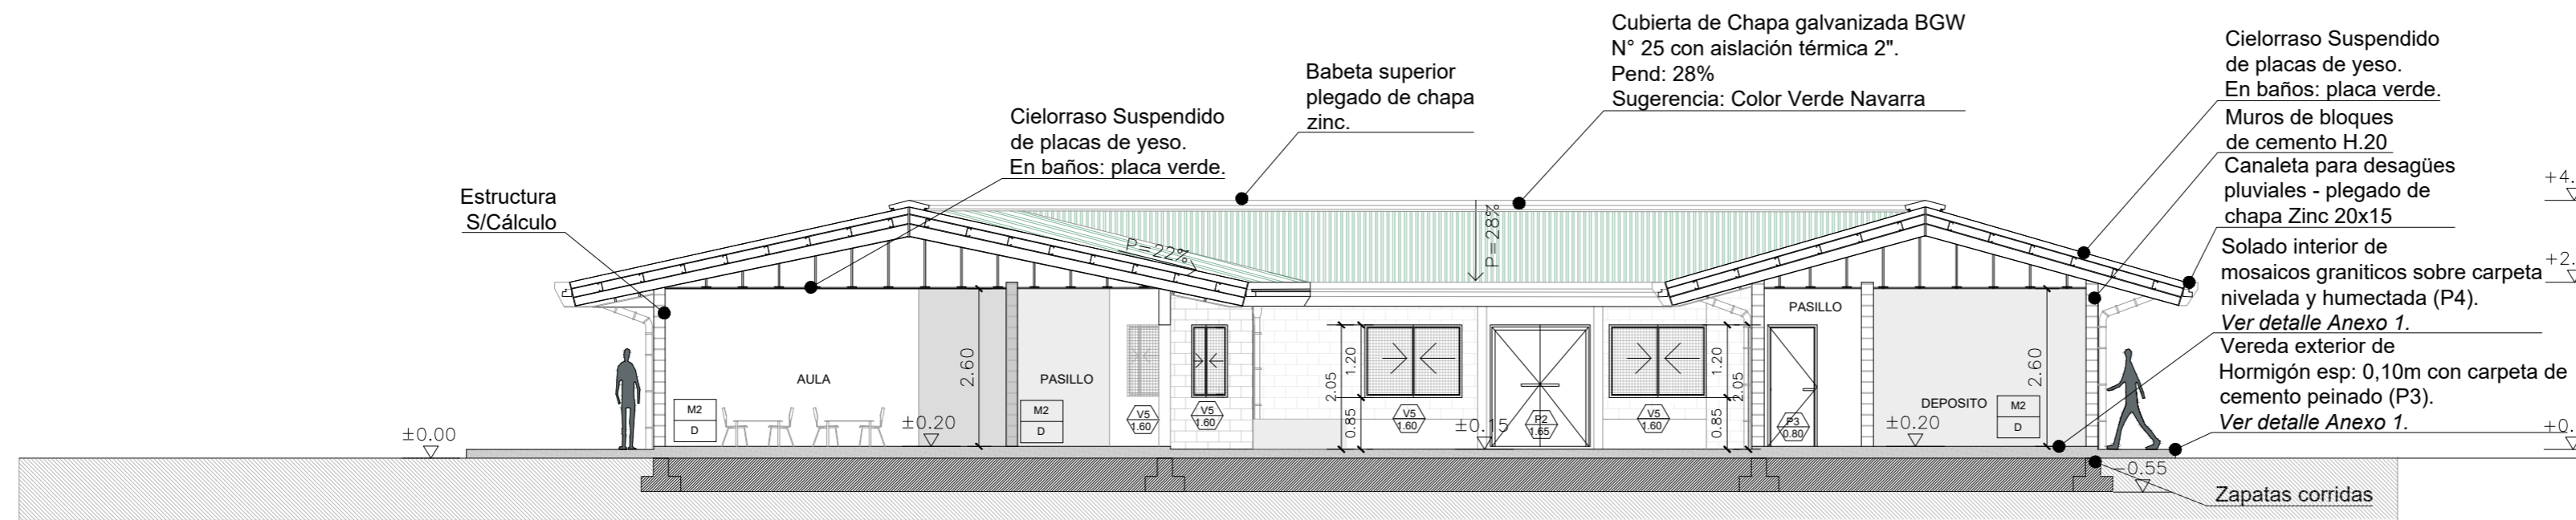 Cubierta de Chapa galvanizada BGW
N° 25 con aislación térmica 2".
Pend: 28%
Sugerencia: Color Verde Navarra
Cielorraso Suspendido
de placas de yeso.
En baños: placa verde.
Babeta superior
plegado de chapa
zinc.
Cielorraso Suspendido
de placas de yeso.
En baños: placa verde.
Muros de bloques
de cemento H.20
Canaleta para desagües
pluviales - plegado de
chapa Zinc 20x15
+4.
Estructura
S/Cálculo
P=22%
P=28%
Solado interior de
mosaicos graniticos sobre carpeta
nivelada y humectada (P4).
Ver detalle Anexo 1.
+2.
PASILLO
Vereda exterior de
Hormigón esp: 0,10m con carpeta de
cemento peinado (P3).
Ver detalle Anexo 1.
AULA
2.60
PASILLO
2.05
1.20
0.85
1.20
2.05
0.85
2.60
DEPOSITO
M2
D
M2
D
M2
D
V5
1.60
V5
1.60
V5
1.60
P2
1.65
V5
1.60
P3
0.80
±0.00
±0.20
±0.15
±0.20
+0.
-0.55
Zapatas corridas